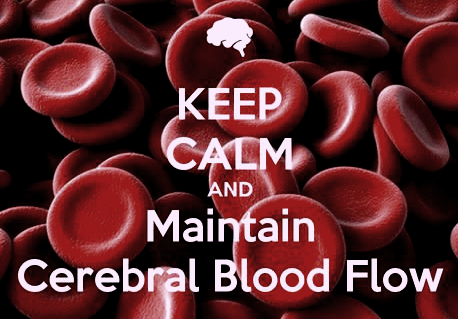 KEEP
CALM
AND
Maintain
Cerebral Blood Flow